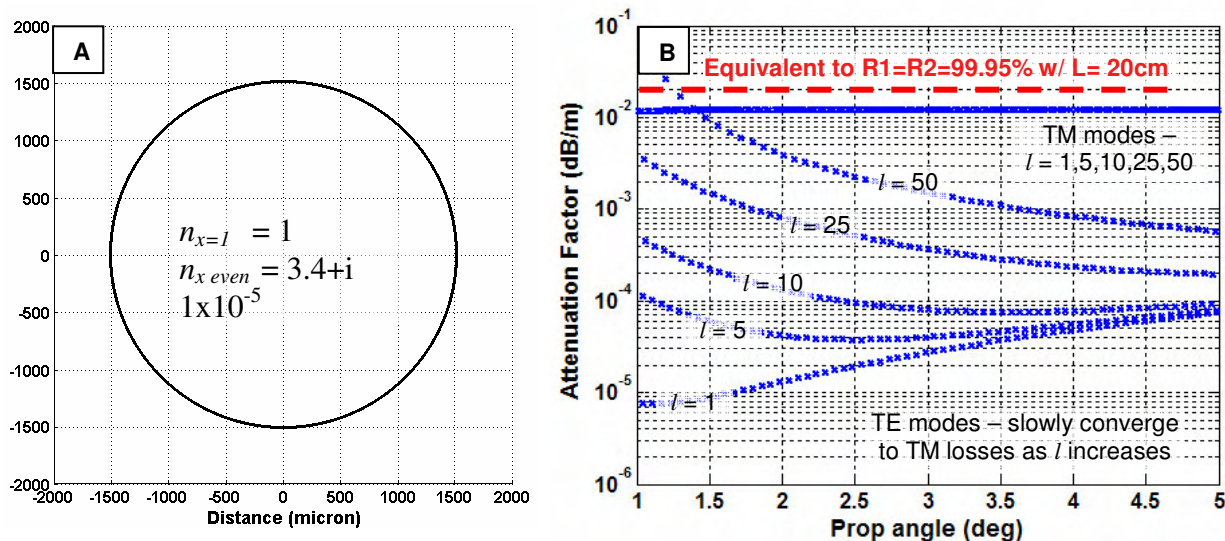 A
2000
1500
1000
500
0
-500
-1000
-1500
-2000
n_{x=1} = 1
n_{x even} = 3.4+i
1x10^{-5}
-2000 -1500 -1000 -500 0 500 1000 1500 2000
Distance (micron)
B
Attenuation Factor (dB/m)
10^{-1}
10^{-2}
10^{-3}
10^{-4}
10^{-5}
10^{-6}
Equivalent to R1=R2=99.95% w/ L= 20cm
TM modes –
l = 1,5,10,25,50
l = 50
l = 25
l = 10
l = 5
l = 1
TE modes – slowly converge
to TM losses as l increases
1 1.5 2 2.5 3 3.5 4 4.5 5
Prop angle (deg)